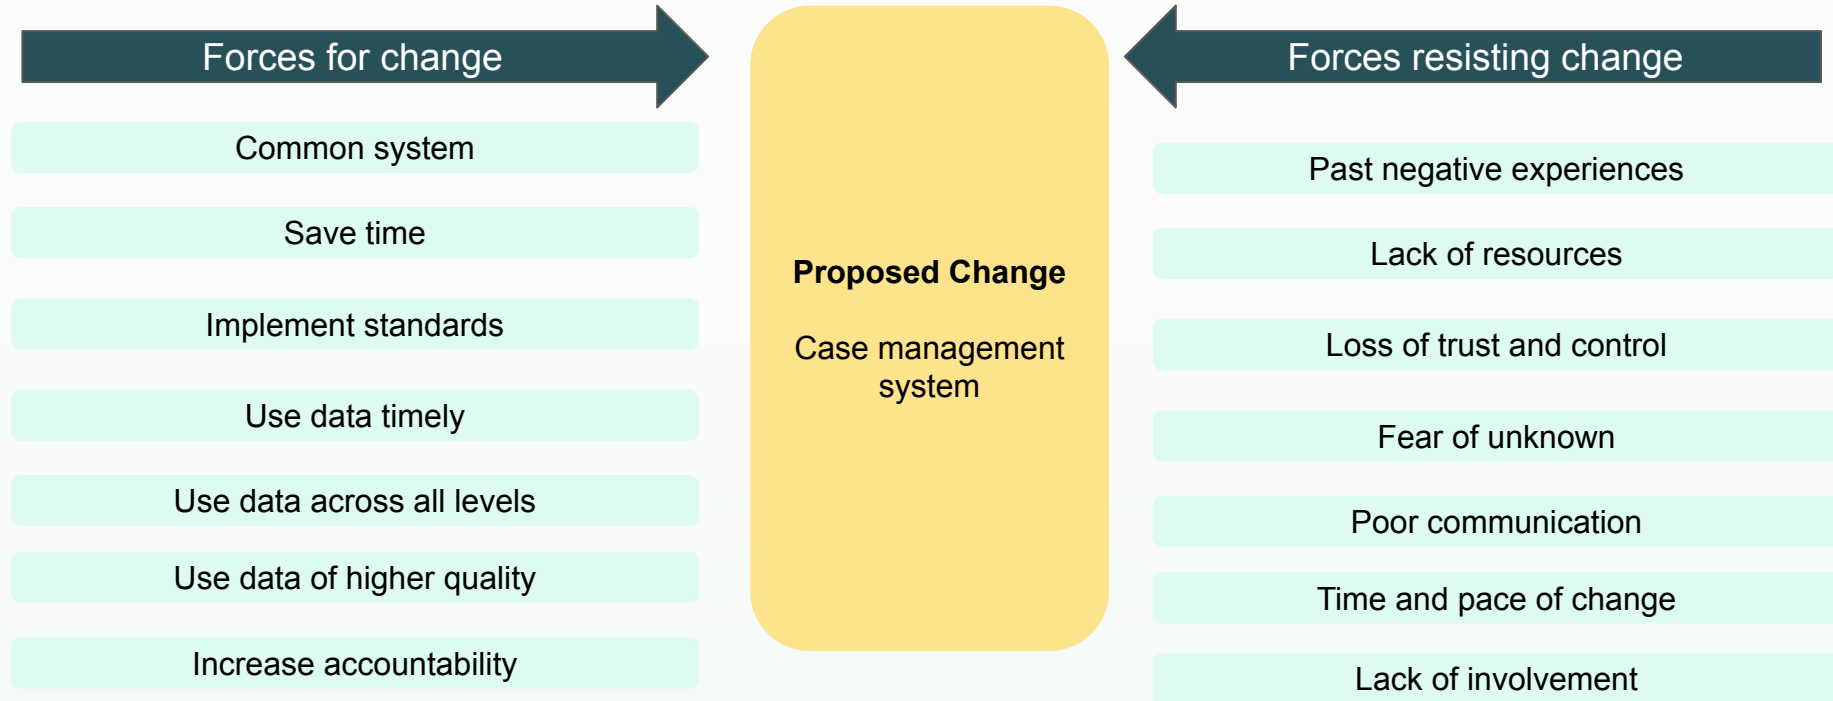 Forces for change
Common system
Save time
Implement standards
Use data timely
Use data across all levels
Use data of higher quality
Increase accountability
Proposed Change
Case management
system
Forces resisting change
Past negative experiences
Lack of resources
Loss of trust and control
Fear of unknown
Poor communication
Time and pace of change
Lack of involvement